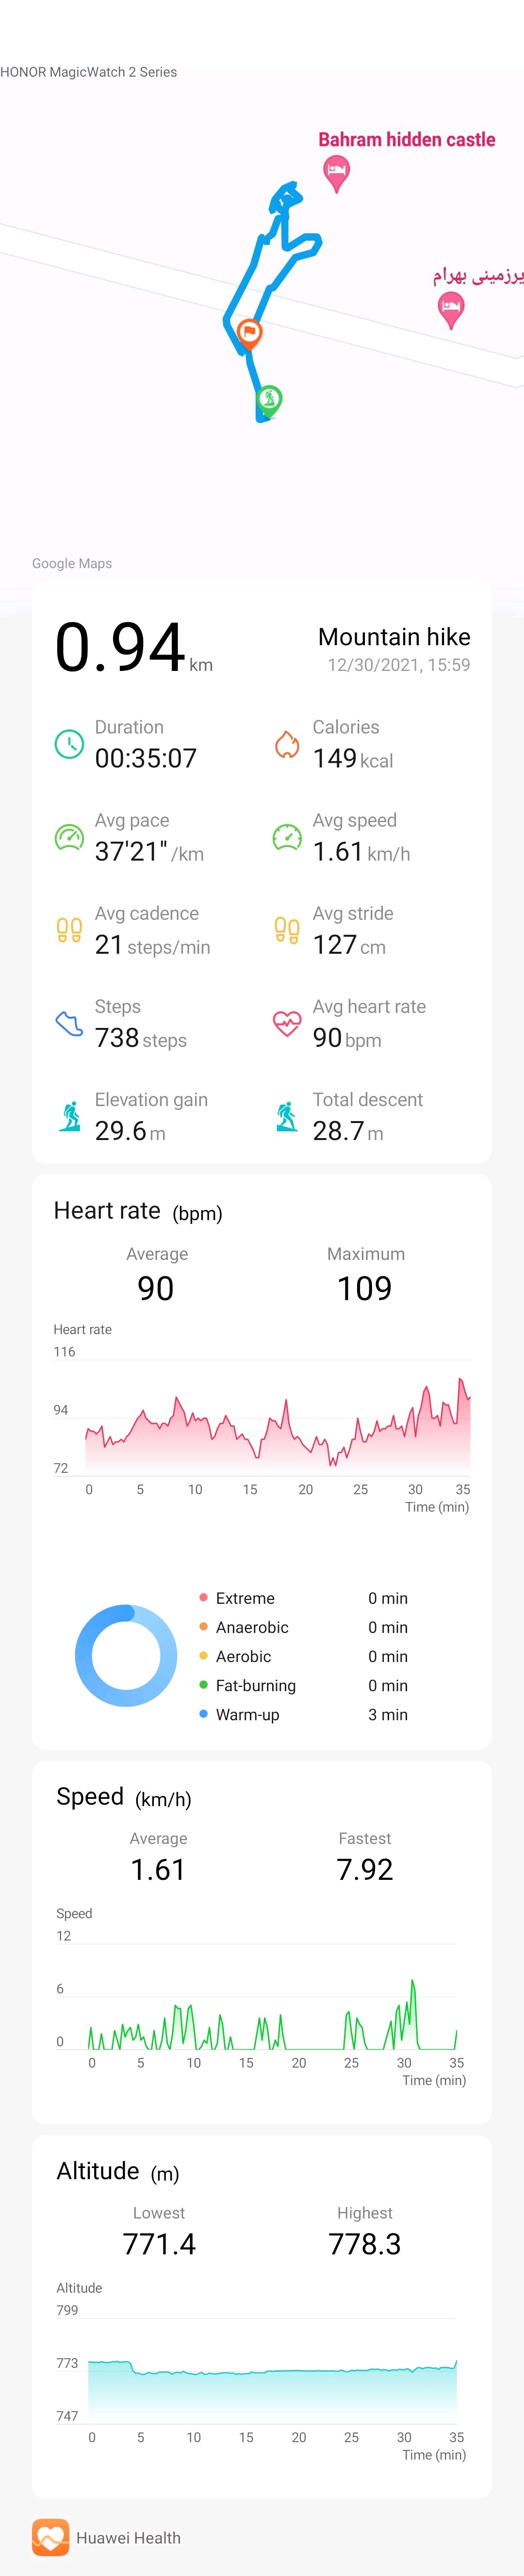 HONOR MagicWatch 2 Series
Bahram hidden castle
بهرام
Google Maps
0.94 km
Mountain hike
12/30/2021, 15:59
Duration
00:35:07
Calories
149 kcal
Avg pace
37'21" /km
Avg speed
1.61 km/h
Avg cadence
21 steps/min
Avg stride
127 cm
Steps
738 steps
Avg heart rate
90 bpm
Elevation gain
29.6 m
Total descent
28.7 m
Heart rate (bpm)
Average
90
Maximum
109
Heart rate
116
94
72
0 5 10 15 20 25 30 35
Time (min)
Extreme 0 min
Anaerobic 0 min
Aerobic 0 min
Fat-burning 0 min
Warm-up 3 min
Speed (km/h)
Average
1.61
Fastest
7.92
Speed
12
6
0
0 5 10 15 20 25 30 35
Time (min)
Altitude (m)
Lowest
771.4
Highest
778.3
Altitude
799
773
747
0 5 10 15 20 25 30 35
Time (min)
Huawei Health